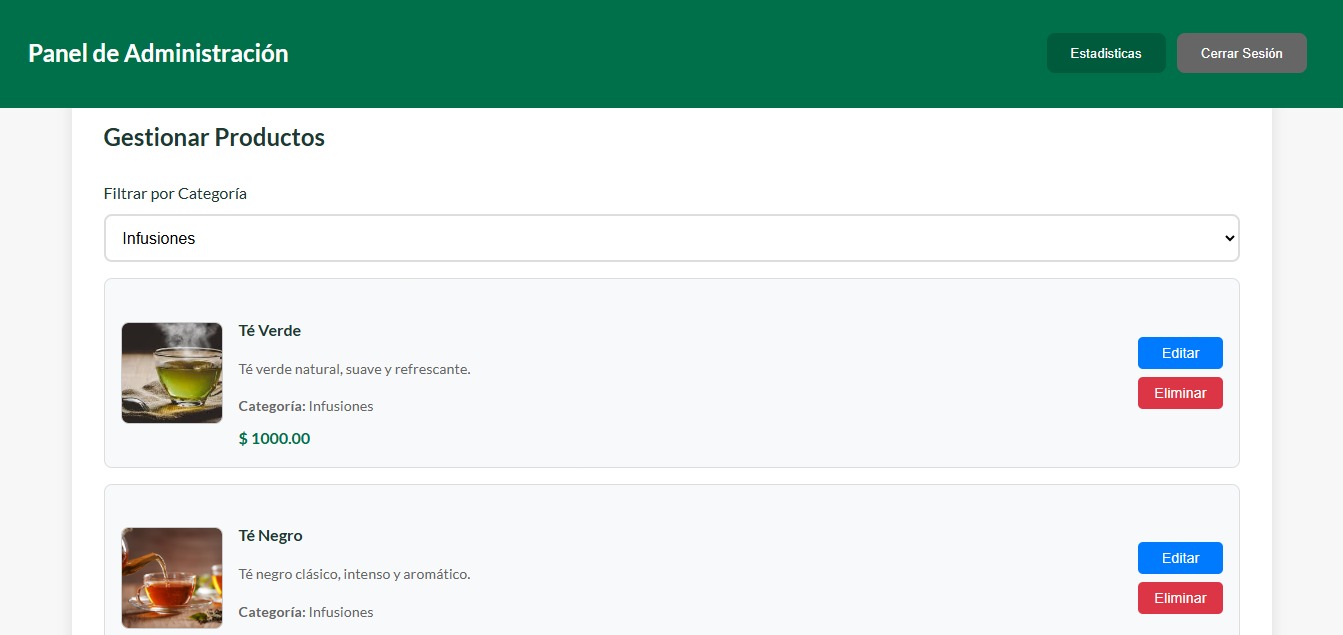 Panel de Administración
Estadisticas
Cerrar Sesión
Gestionar Productos
Filtrar por Categoría
Infusiones
Té Verde
Té verde natural, suave y refrescante.
Categoría: Infusiones
$ 1000.00
Editar
Eliminar
Té Negro
Té negro clásico, intenso y aromático.
Categoría: Infusiones
Editar
Eliminar